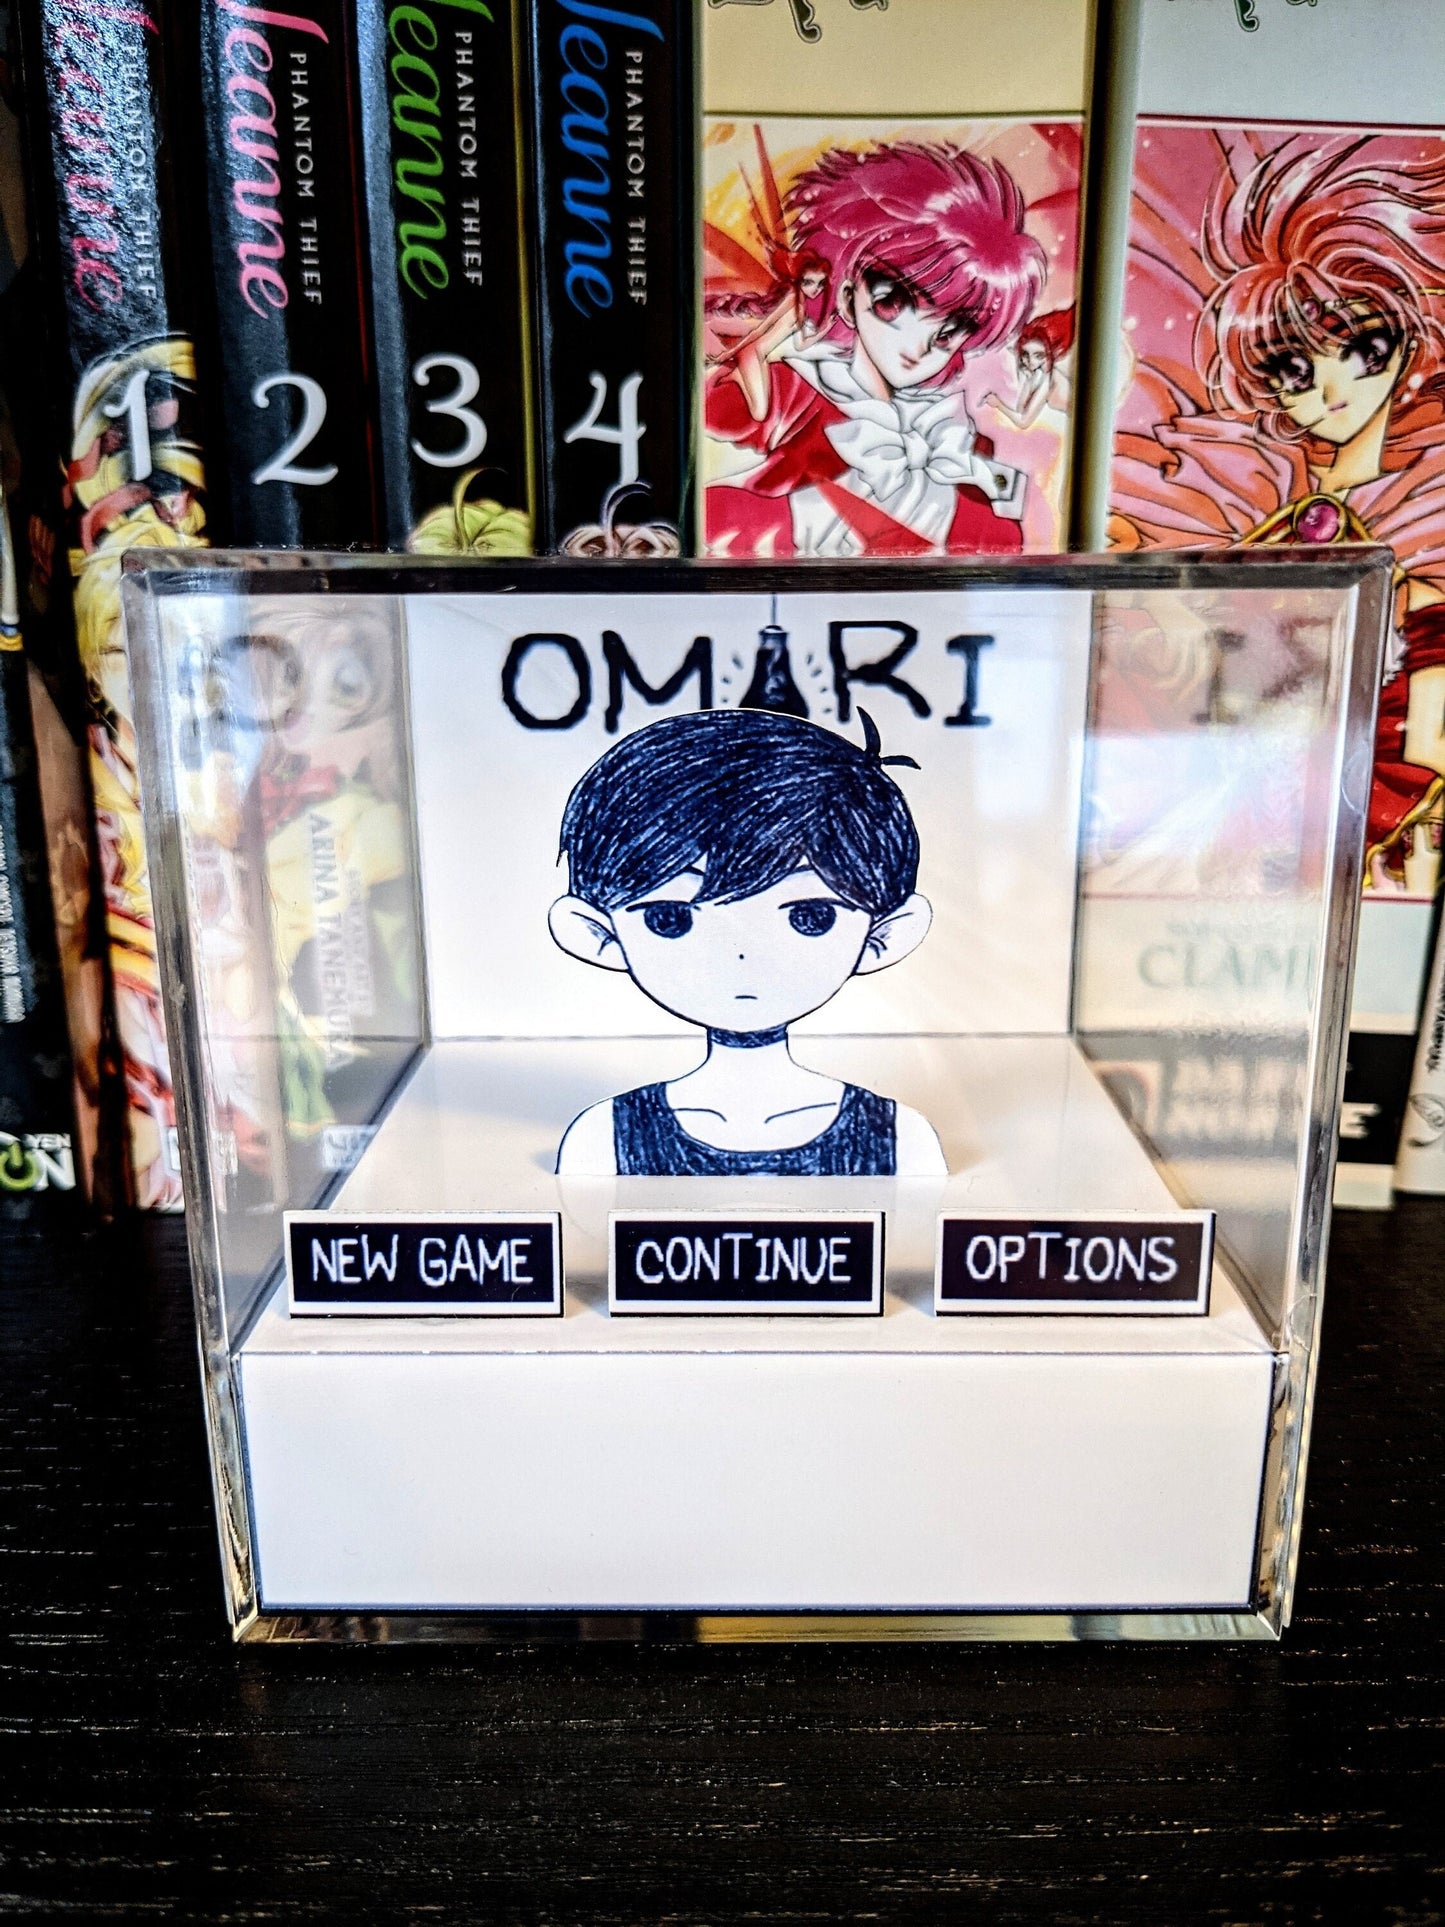 Jeanne
PHANTOM THIEF
1
Jeanne
PHANTOM THIEF
2
Jeanne
PHANTOM THIEF
3
Jeanne
PHANTOM THIEF
4
OMORI
ARINA TANEMURA
CLAMP
YEN
ON
NEW GAME
CONTINUE
OPTIONS